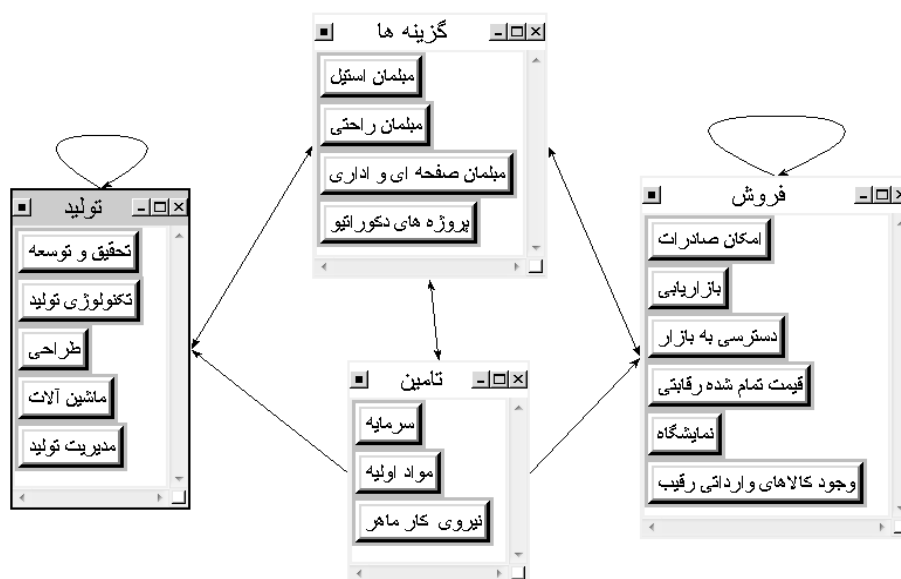 گزینه ها
مبلمان استیل
مبلمان راحتی
مبلمان صفحه ای و اداری
پروژه های دکوراتیو
فروش
امکان صادرات
بازاریابی
دسترسی به بازار
قیمت تمام شده رقابتی
نمایشگاه
وجود کالاهای وارداتی رقیب
تولید
تحقیق و توسعه
تکنولوژی تولید
طراحی
ماشین آلات
مدیریت تولید
تامین
سرمایه
مواد اولیه
نیروی کار ماهر